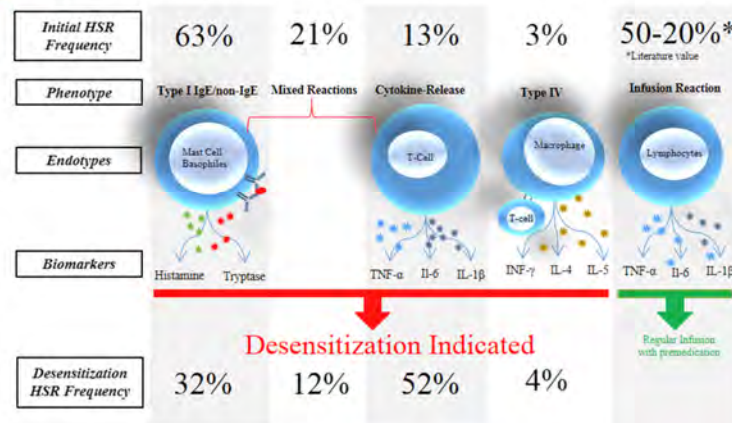 Initial HSR
Frequency
63%
21%
13%
3%
50-20%*
*Literature value
Phenotype
Type I IgE/non-IgE
Mixed Reactions
Cytokine-Release
Type IV
Infusion Reaction
Endotypes
Mast Cell
Basophiles
T-Cell
Macrophage
T-cell
Lymphocytes
Biomarkers
Histamine
Tryptase
TNF-α
Il-6
IL-1β
INF-γ
IL-4
IL-5
TNF-α
Il-6
IL-1β
Desensitization Indicated
Regular Infusion
with premedication
Desensitization
HSR Frequency
32%
12%
52%
4%